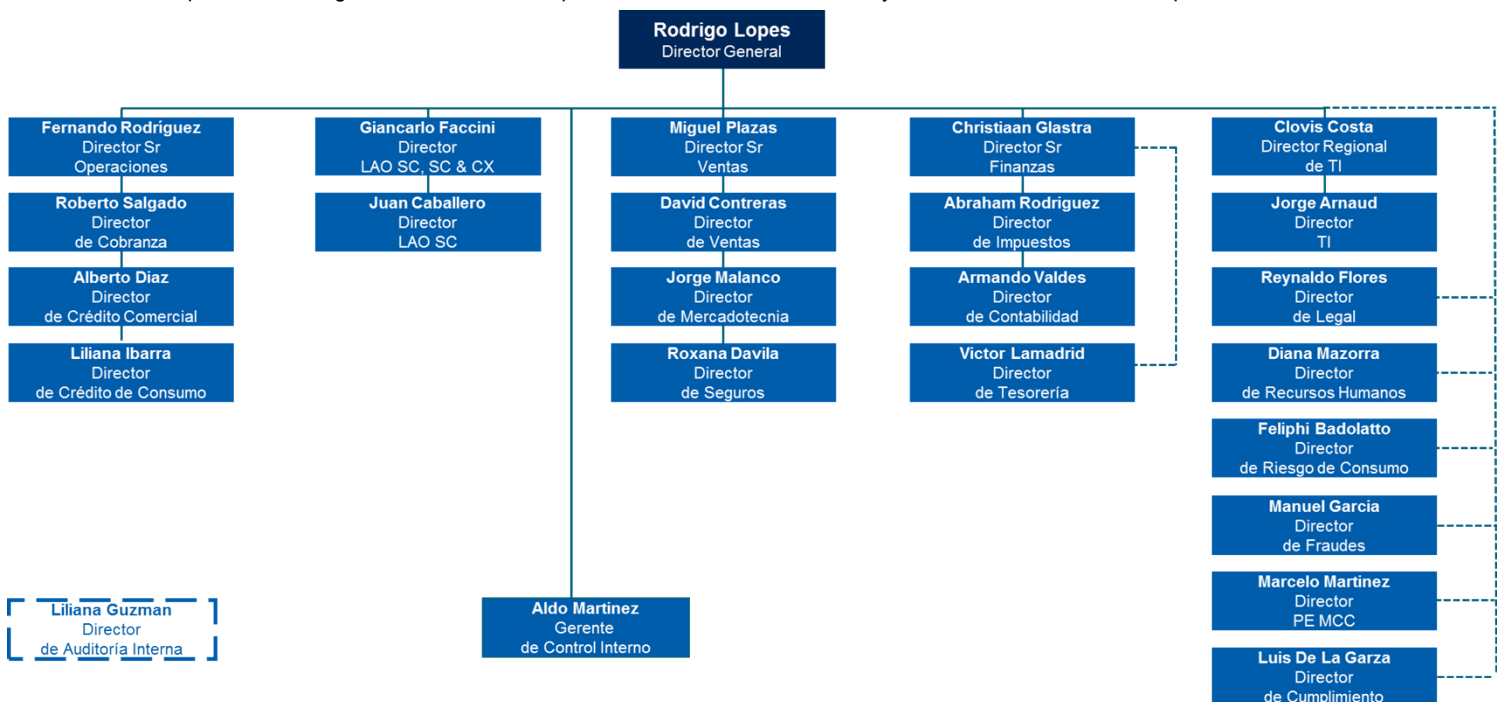 Rodrigo Lopes
Director General
Fernando Rodríguez
Director Sr
Operaciones
Roberto Salgado
Director
de Cobranza
Alberto Diaz
Director
de Crédito Comercial
Liliana Ibarra
Director
de Crédito de Consumo
Giancarlo Faccini
Director
LAO SC, SC & CX
Juan Caballero
Director
LAO SC
Miguel Plazas
Director Sr
Ventas
David Contreras
Director
de Ventas
Jorge Malanco
Director
de Mercadotecnia
Roxana Davila
Director
de Seguros
Christiaan Glastra
Director Sr
Finanzas
Abraham Rodriguez
Director
de Impuestos
Armando Valdes
Director
de Contabilidad
Victor Lamadrid
Director
de Tesorería
Clovis Costa
Director Regional
de TI
Jorge Arnaud
Director
TI
Reynaldo Flores
Director
de Legal
Diana Mazorra
Director
de Recursos Humanos
Feliphi Badolatto
Director
de Riesgo de Consumo
Manuel Garcia
Director
de Fraudes
Marcelo Martinez
Director
PE MCC
Luis De La Garza
Director
de Cumplimiento
Liliana Guzman
Director
de Auditoría Interna
Aldo Martinez
Gerente
de Control Interno